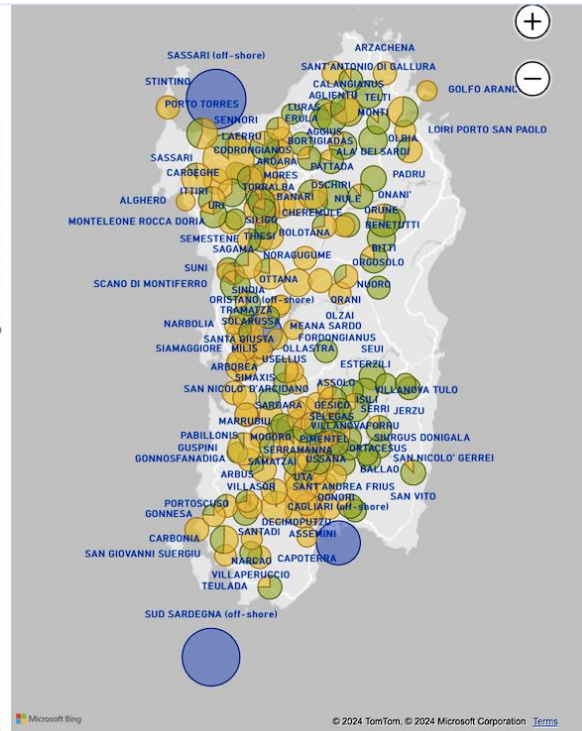 ARZACHENA
SASSARI (off-shore)
SANT'ANTONIO DI GALLURA
STINTINO
CALANGIANUS
GOLFO ARANC
AGLIENTU
TELTI
PORTO TORRES
LURAS
MONTI
SENNORI
ERULA
LOIRI PORTO SAN PAOLO
LAERRU
AGGIUS
OLBIA
BORTIGIADAS
CODRONGIANOS
ALA' DEI SARDI
SASSARI
ARDARA
PATTADA
CARGEGHE
MORES
PADRU
ITTIRI
TORRALBA
OSCHIRI
ONANI'
ALGHERO
BANARI
NULE
URI
CHEREMULE
ORUNE
MONTELEONE ROCCA DORIA
SILIGO
BENETUTTI
SEMESTENE
THIESI
BOLOTANA
SAGAMA
BITTI
NORAGUGUME
ORGOSOLO
SUNI
OTTANA
SCANO DI MONTIFERRO
NUORO
SINDIA
ORISTANO (off-shore)
ORANI
TRAMATZA
OLZAI
NARBOLIA
SOLARUSSA
MEANA SARDO
SANTA GIUSTA
FORDONGIANUS
SIAMAGGIORE
MILIS
OLLASTRA
SEUI
USELLUS
ARBOREA
ESTERZILI
SIMAXIS
ASSOLO
SAN NICOLO' D'ARCIDANO
VILLANOVA TULO
ISILI
SARDARA
GESICO
SERRI
JERZU
MARRUBIU
SELEGAS
VILLANOVAFORRU
PABILLONIS
MOGORO
PIMENTEL
SIURGUS DONIGALA
GUSPINI
SERRAMANNA
ORTACESUS
GONNOSFANADIGA
SAMATZAI
USSANA
SAN NICOLO' GERREI
BALLAO
ARBUS
UTA
VILLASOR
SANT'ANDREA FRIUS
SAN VITO
DONORI
PORTOSCUSO
CAGLIARI (off-shore)
GONNESA
DECIMOPUTZU
CARBONIA
SANTADI
ASSEMINI
SAN GIOVANNI SUERGIU
NARCAO
CAPOTERRA
VILLAPERUCCIO
TEULADA
SUD SARDEGNA (off-shore)
Microsoft Bing
© 2024 TomTom, © 2024 Microsoft Corporation Terms